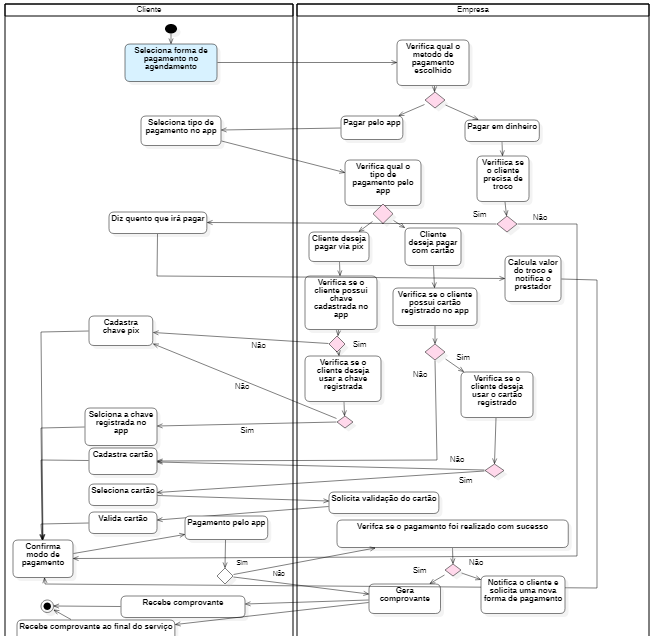 Cliente
Empresa
Seleciona forma de
pagamento no
agendamento
Verifica qual o
metodo de
pagamento
escolhido
Seleciona tipo de
pagamento no app
Pagar pelo app
Pagar em dinheiro
Verifica qual o
tipo de
pagamento pelo
app
Verifiica se
o cliente
precisa de
troco
Diz quento que irá pagar
Sim
Não
Cliente deseja
pagar via pix
Cliente
deseja pagar
com cartão
Calcula valor
do troco e
notifica o
prestador
Verifica se o
cliente possui
chave
cadastrada no
app
Verifica se o cliente
possui cartão
registrado no app
Cadastra
chave pix
Não
Sim
Sim
Verifica se o
cliente deseja
usar a chave
registrada
Não
Não
Verifica se o
cliente deseja
usar o cartão
registrado
Selciona a chave
registrada no
app
Sim
Cadastra cartão
Não
Sim
Seleciona cartão
Solicita validação do cartão
Valida cartão
Pagamento pelo app
Verifca se o pagamento foi realizado com sucesso
Confirma
modo de
pagamento
Sim
Não
Sim
Não
Gera
comprovante
Notifica o cliente e
solicita uma nova
forma de pagamento
Recebe comprovante
Recebe comprovante ao final do serviço